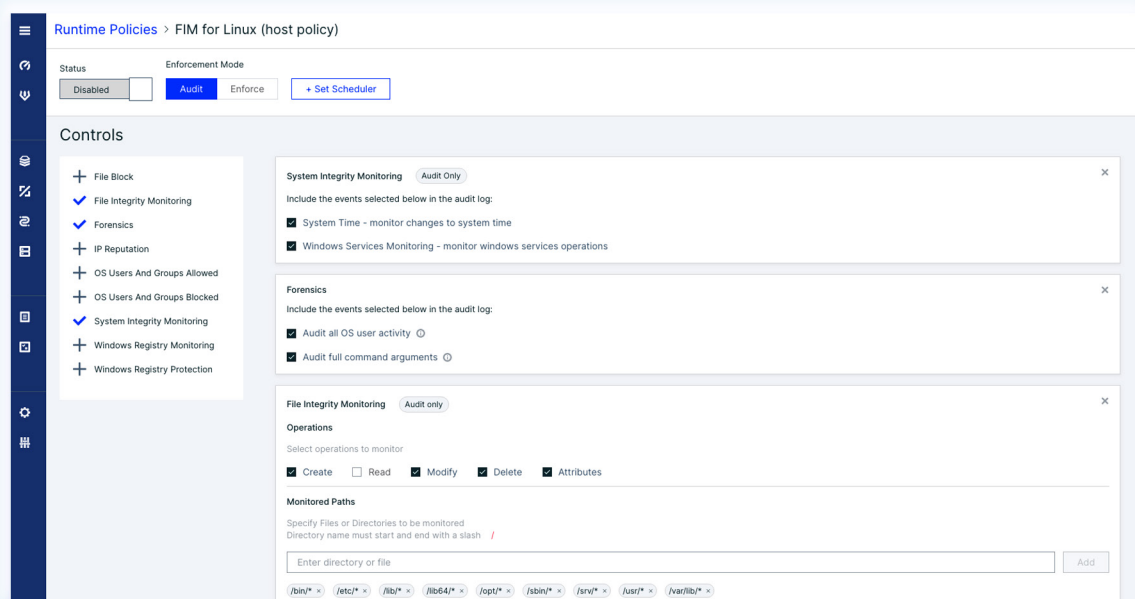 Runtime Policies > FIM for Linux (host policy)
Status
Enforcement Mode
Disabled
Audit
Enforce
+ Set Scheduler
Controls
File Block
File Integrity Monitoring
Forensics
IP Reputation
OS Users And Groups Allowed
OS Users And Groups Blocked
System Integrity Monitoring
Windows Registry Monitoring
Windows Registry Protection
System Integrity Monitoring Audit Only
Include the events selected below in the audit log:
System Time - monitor changes to system time
Windows Services Monitoring - monitor windows services operations
Forensics
Include the events selected below in the audit log:
Audit all OS user activity
Audit full command arguments
File Integrity Monitoring Audit only
Operations
Select operations to monitor
Create Read Modify Delete Attributes
Monitored Paths
Specify Files or Directories to be monitored
Directory name must start and end with a slash /
Enter directory or file Add
/bin/* × /etc/* × /lib/* × /lib64/* × /opt/* × /sbin/* × /srv/* × /usr/* × /var/lib/* ×